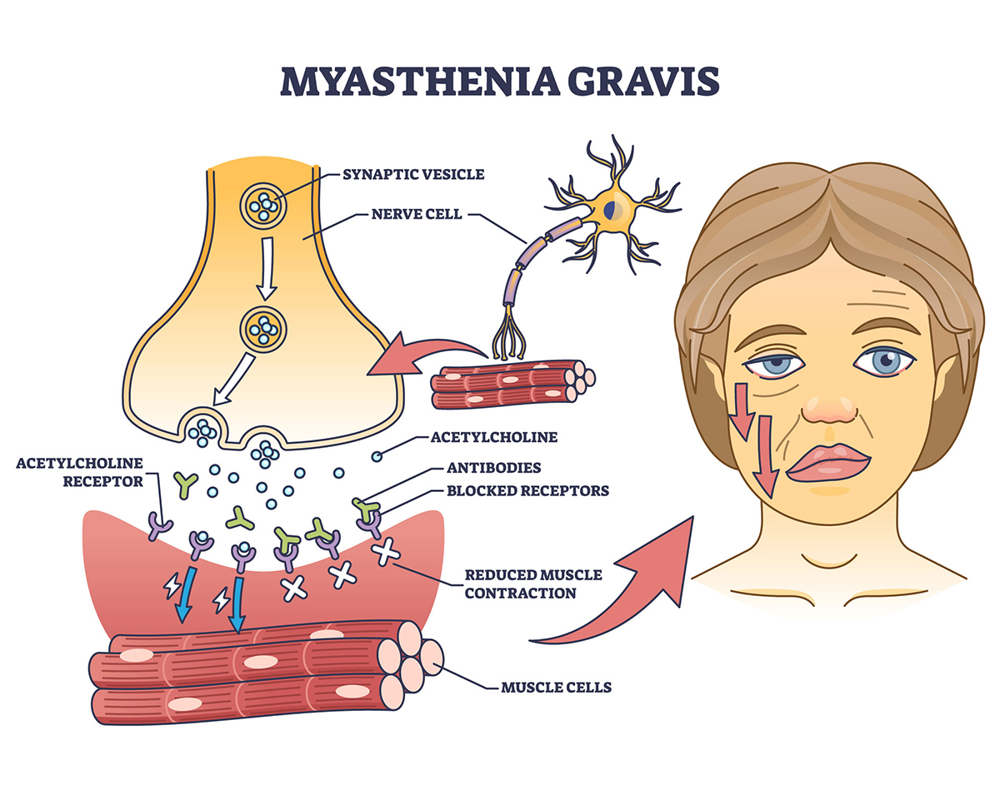 MYASTHENIA GRAVIS
SYNAPTIC VESICLE
NERVE CELL
ACETYLCHOLINE
ACETYLCHOLINE
RECEPTOR
ANTIBODIES
BLOCKED RECEPTORS
REDUCED MUSCLE
CONTRACTION
MUSCLE CELLS